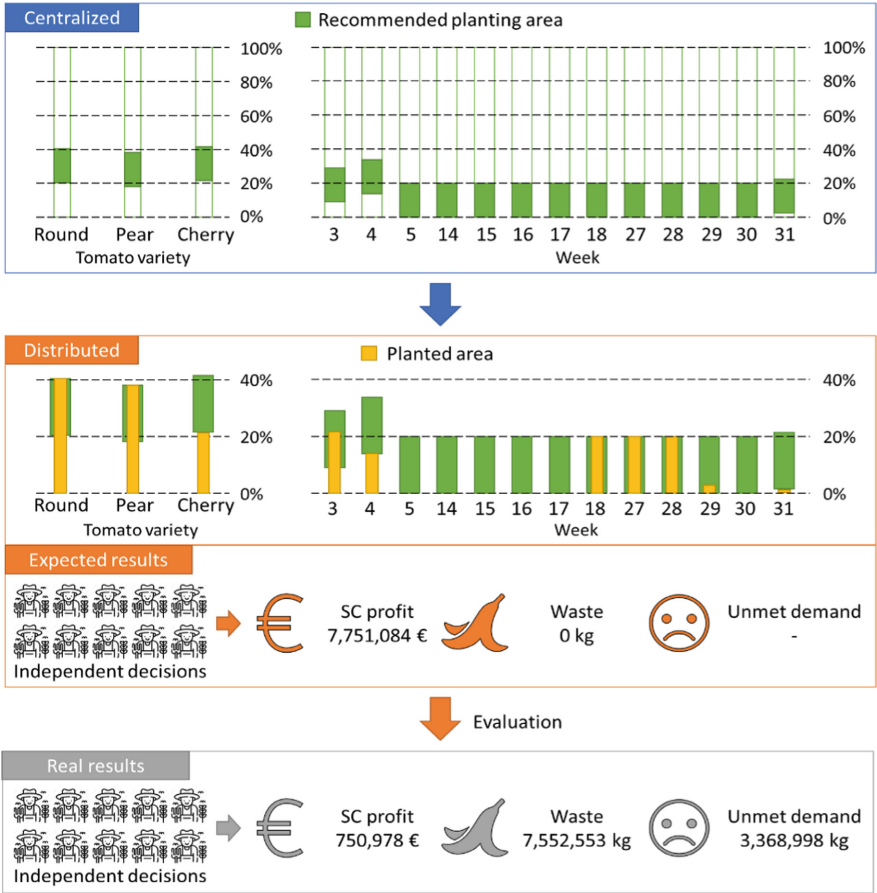 Centralized
Recommended planting area
100%
80%
60%
40%
20%
0%
Round Pear Cherry
Tomato variety
100%
80%
60%
40%
20%
0%
3 4 5 14 15 16 17 18 27 28 29 30 31
Week
Distributed
Planted area
40%
20%
0%
Round Pear Cherry
Tomato variety
40%
20%
0%
3 4 5 14 15 16 17 18 27 28 29 30 31
Week
Expected results
Independent decisions
SC profit
7,751,084 €
Waste
0 kg
Unmet demand
-
Evaluation
Real results
Independent decisions
SC profit
750,978 €
Waste
7,552,553 kg
Unmet demand
3,368,998 kg